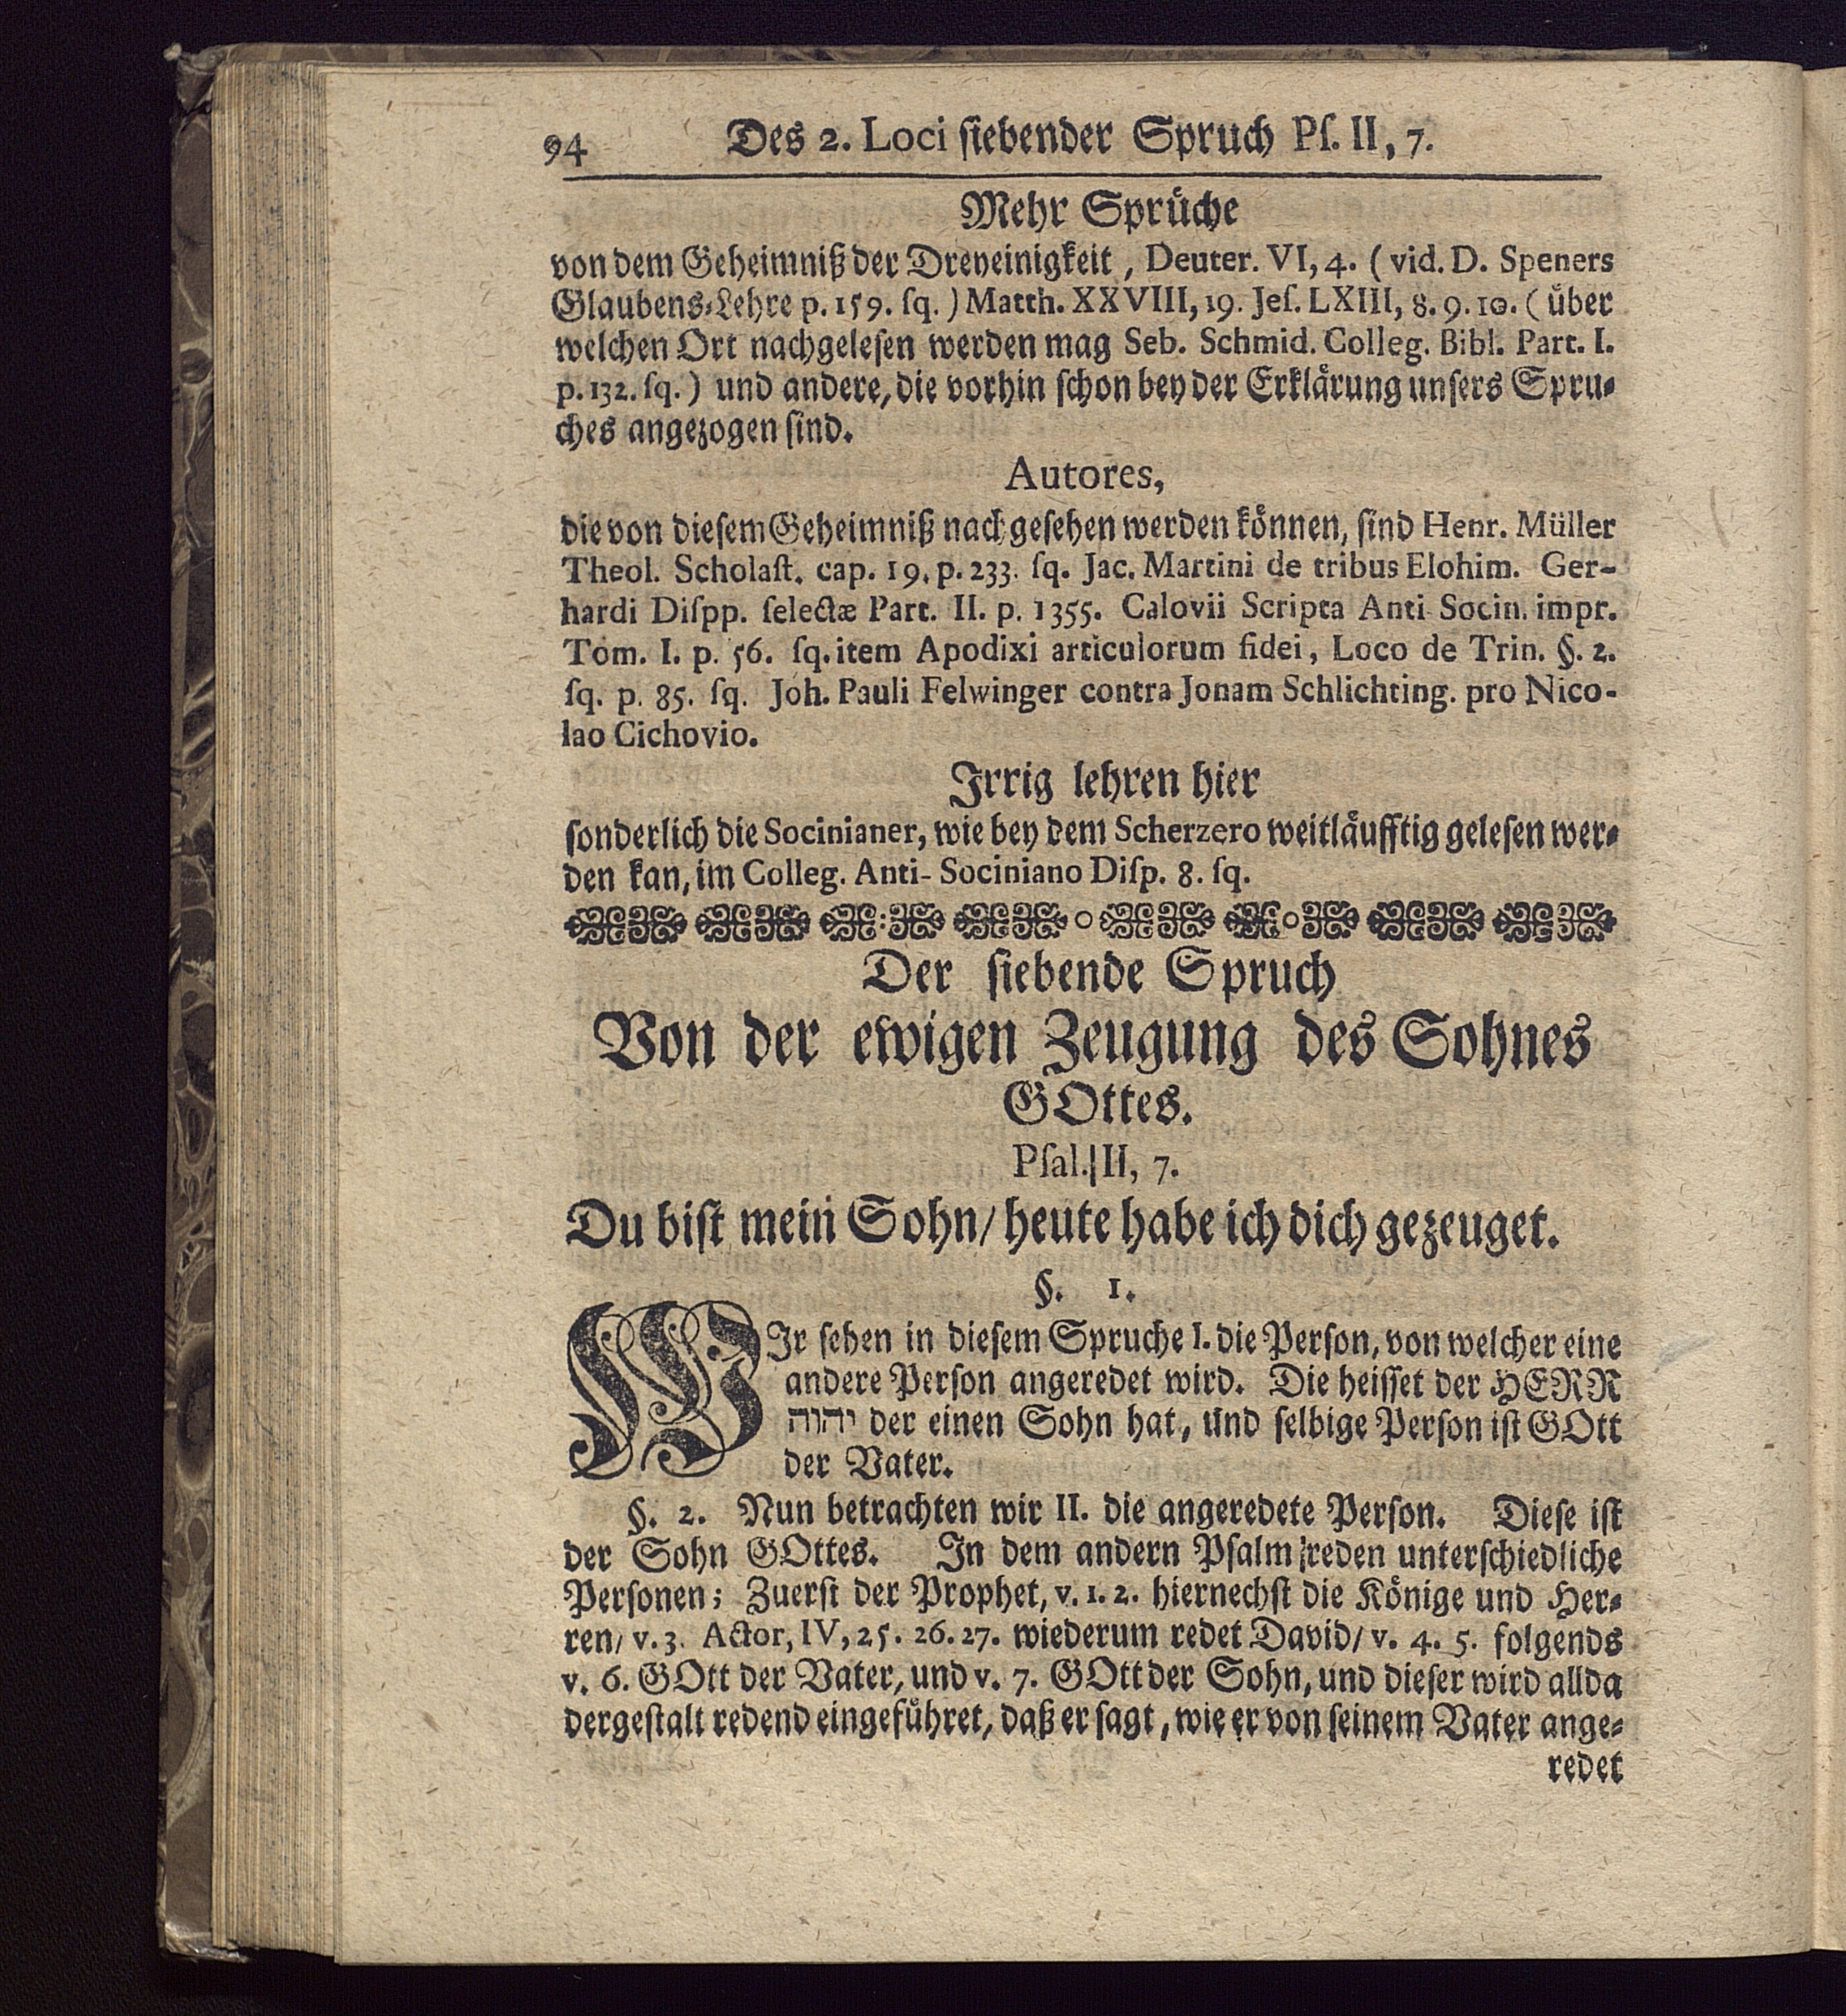 94 Des 2. Loci siebender Spruch Pſ. II, 7.
Mehr Sprüche
von dem Geheimniß der Dreyeinigkeit, Deuter. VI, 4. (vid. D. Speners
Glaubens-Lehre p. 159. ſq.) Matth. XXVIII, 19. Jeſ. LXIII, 8. 9. 10. (über
welchen Ort nachgeleſen werden mag Seb. Schmid. Colleg. Bibl. Part. I.
p. 132. ſq.) und andere, die vorhin ſchon bey der Erklärung unſers Spru-
ches angezogen ſind.
Autores,
die von dieſem Geheimniß nachgeſehen werden können, ſind Henr. Müller
Theol. Scholaſt. cap. 19. p. 233. ſq. Jac. Martini de tribus Elohim. Ger-
hardi Diſpp. ſelectæ Part. II. p. 1355. Calovii Scripta Anti-Socin. impr.
Tom. I. p. 56. ſq. item Apodixi articulorum fidei, Loco de Trin. §. 2.
ſq. p. 85. ſq. Joh. Pauli Felwinger contra Jonam Schlichting. pro Nico-
lao Cichovio.
Irrig lehren hier
ſonderlich die Socinianer, wie bey dem Scherzero weitläufftig geleſen wer-
den kan, im Colleg. Anti-Sociniano Diſp. 8. ſq.
Der ſiebende Spruch
Von der ewigen Zeugung des Sohnes
GOttes.
Pſal. II, 7.
Du biſt mein Sohn/ heute habe ich dich gezeuget.
§. 1.
WIr ſehen in dieſem Spruche I. die Perſon, von welcher eine
andere Perſon angeredet wird. Die heiſſet der HERR
יהוה der einen Sohn hat, und ſelbige Perſon iſt GOtt
der Vater.
§. 2. Nun betrachten wir II. die angeredete Perſon. Dieſe iſt
der Sohn GOttes. In dem andern Pſalm reden unterſchiedliche
Perſonen; Zuerſt der Prophet, v. 1. 2. hiernechſt die Könige und Her-
ren/ v. 3. Actor, IV, 25. 26. 27. wiederum redet David/ v. 4. 5. folgends
v. 6. GOtt der Vater, und v. 7. GOtt der Sohn, und dieſer wird allda
dergeſtalt redend eingeführet, daß er ſagt, wie er von ſeinem Vater ange-
redet